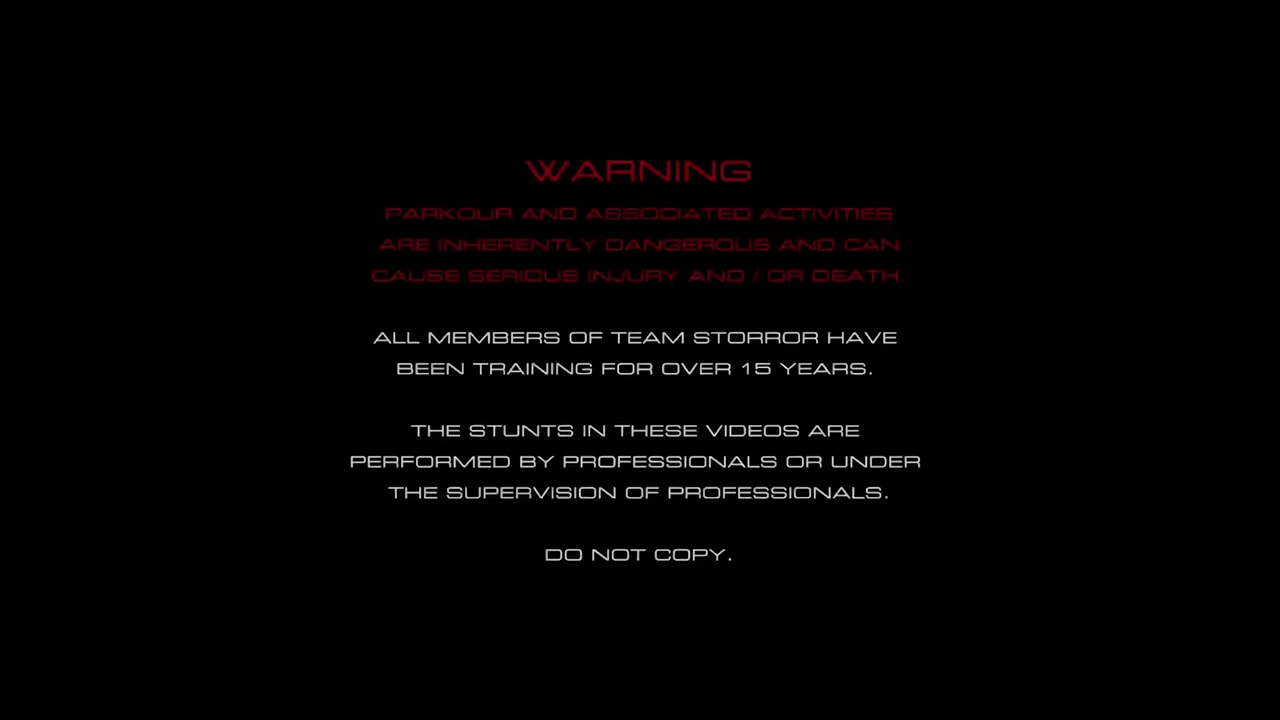 WARNING
PARKOUR AND ASSOCIATED ACTIVITIES
ARE INHERENTLY DANGEROUS AND CAN
CAUSE SERIOUS INJURY AND / OR DEATH.
ALL MEMBERS OF TEAM STORROR HAVE
BEEN TRAINING FOR OVER 15 YEARS.
THE STUNTS IN THESE VIDEOS ARE
PERFORMED BY PROFESSIONALS OR UNDER
THE SUPERVISION OF PROFESSIONALS.
DO NOT COPY.